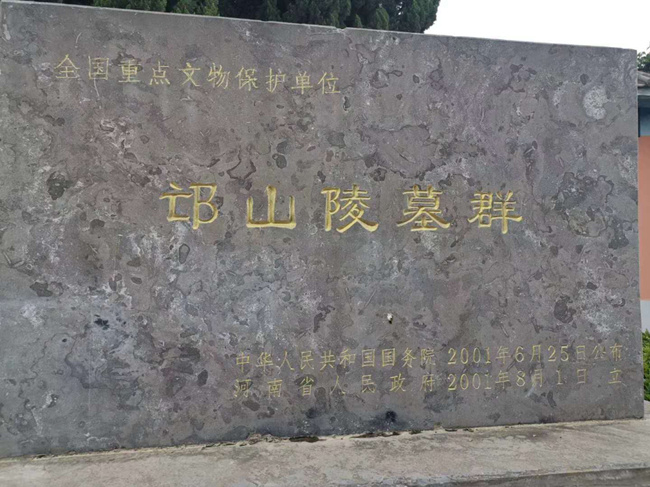 全国重点文物保护单位
邙山陵墓群
中华人民共和国国务院 2001年6月25日公布
河南省人民政府 2001年8月1日 立